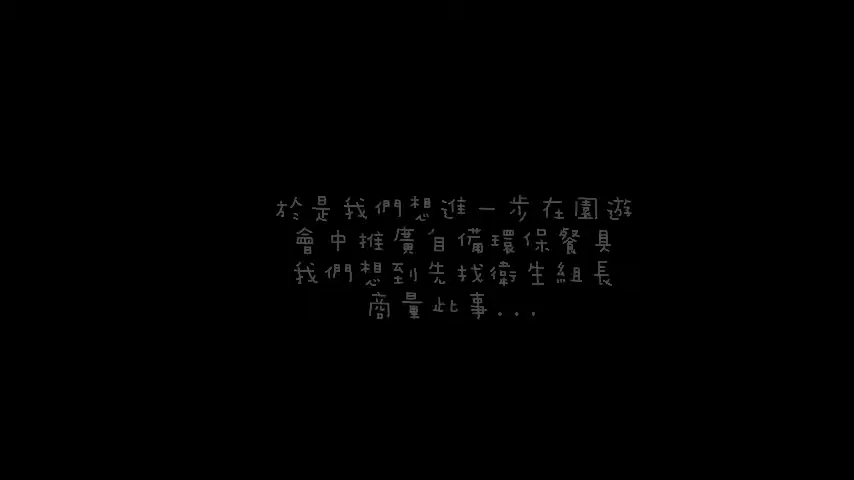 於是我們想進一步在園遊
會中推廣自備環保餐具
我們想到先找衛生組長
商量此事...